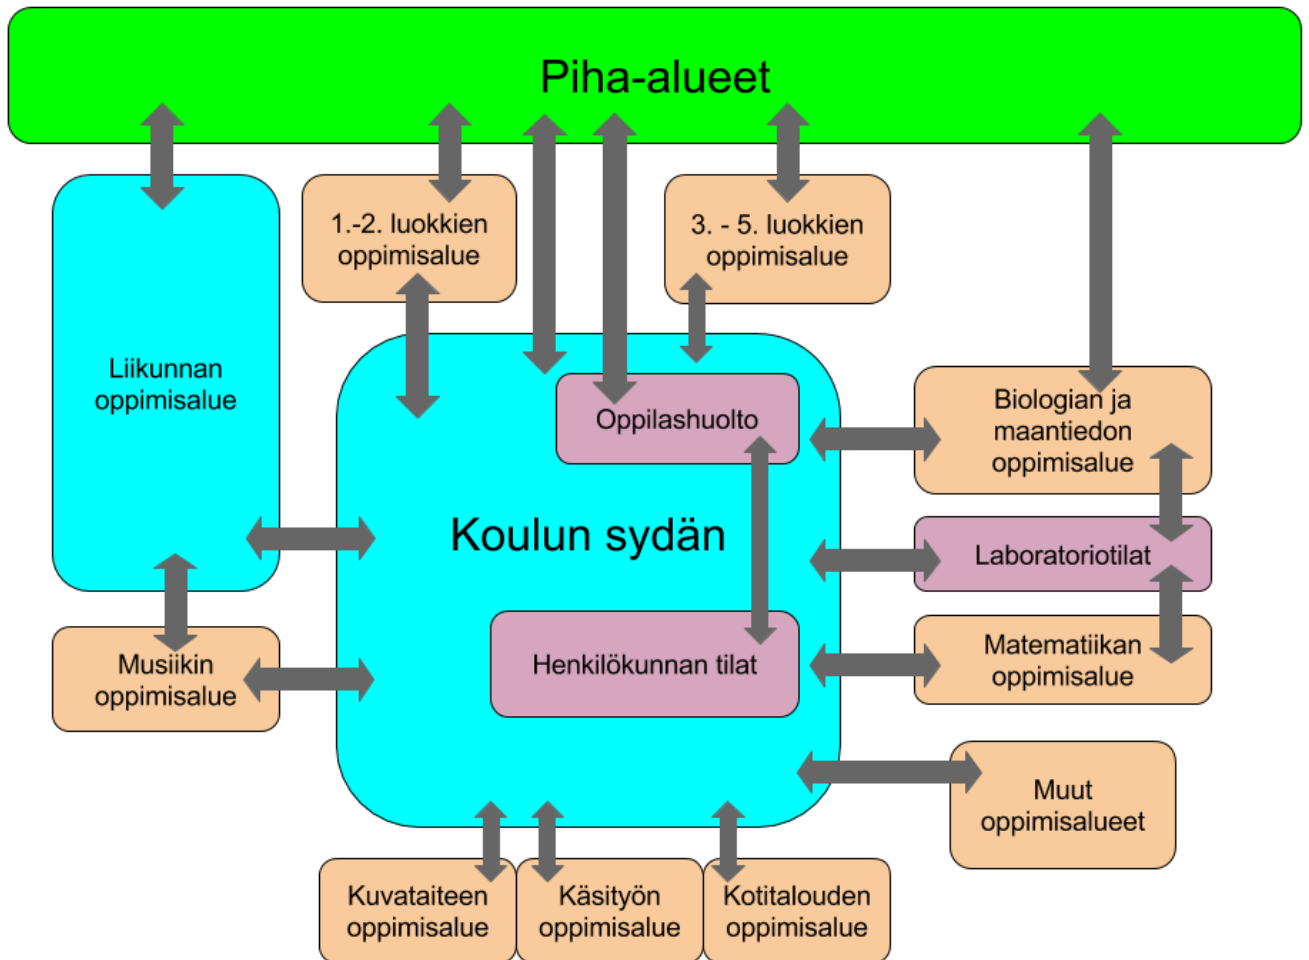 Piha-alueet
1.-2. luokkien
oppimisalue
3. - 5. luokkien
oppimisalue
Liikunnan
oppimisalue
Oppilashuolto
Biologian ja
maantiedon
oppimisalue
Koulun sydän
Laboratoriotilat
Musiikin
oppimisalue
Henkilökunnan tilat
Matematiikan
oppimisalue
Muut
oppimisalueet
Kuvataiteen
oppimisalue
Käsityön
oppimisalue
Kotitalouden
oppimisalue